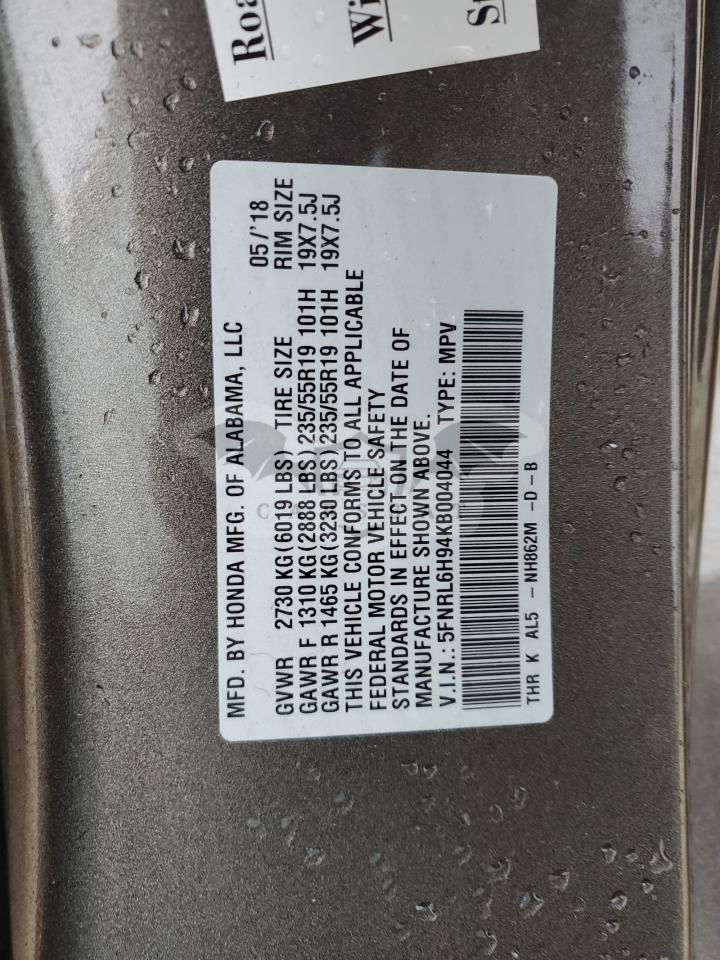 Roa
Wi
St
MFD. BY HONDA MFG. OF ALABAMA, LLC 05/'18
GVWR 2730 KG(6019 LBS) TIRE SIZE RIM SIZE
GAWR F 1310 KG(2888 LBS)235/55R19 101H 19X7.5J
GAWR R 1465 KG(3230 LBS)235/55R19 101H 19X7.5J
THIS VEHICLE CONFORMS TO ALL APPLICABLE
FEDERAL MOTOR VEHICLE SAFETY
STANDARDS IN EFFECT ON THE DATE OF
MANUFACTURE SHOWN ABOVE.
V.I.N.: 5FNRL6H94KB004044 TYPE: MPV
THR K AL5 - NH862M -D-B